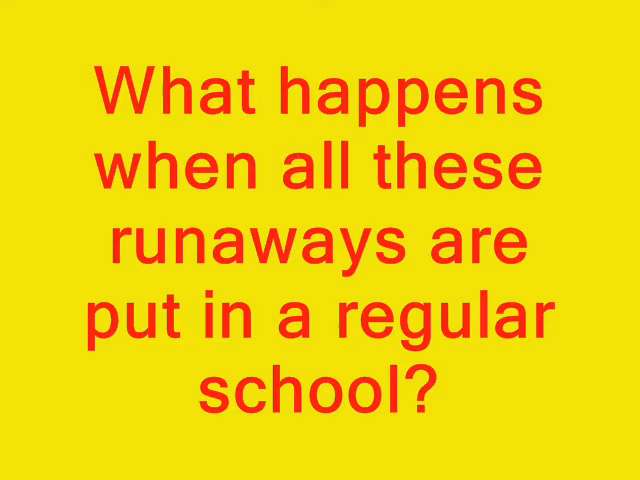 What happens
when all these
runaways are
put in a regular
school?